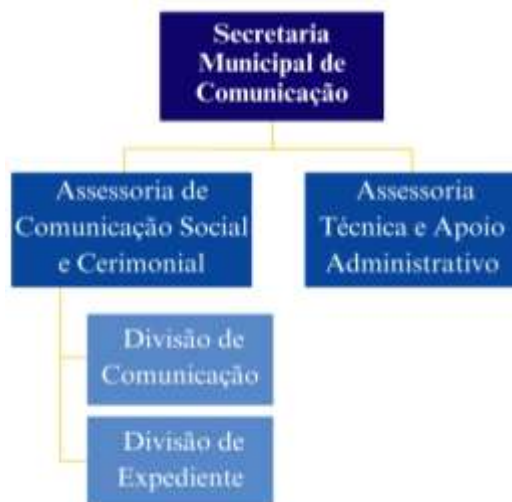 Secretaria
Municipal de
Comunicação
Assessoria de
Comunicação Social
e Cerimonial
Assessoria
Técnica e Apoio
Administrativo
Divisão de
Comunicação
Divisão de
Expediente